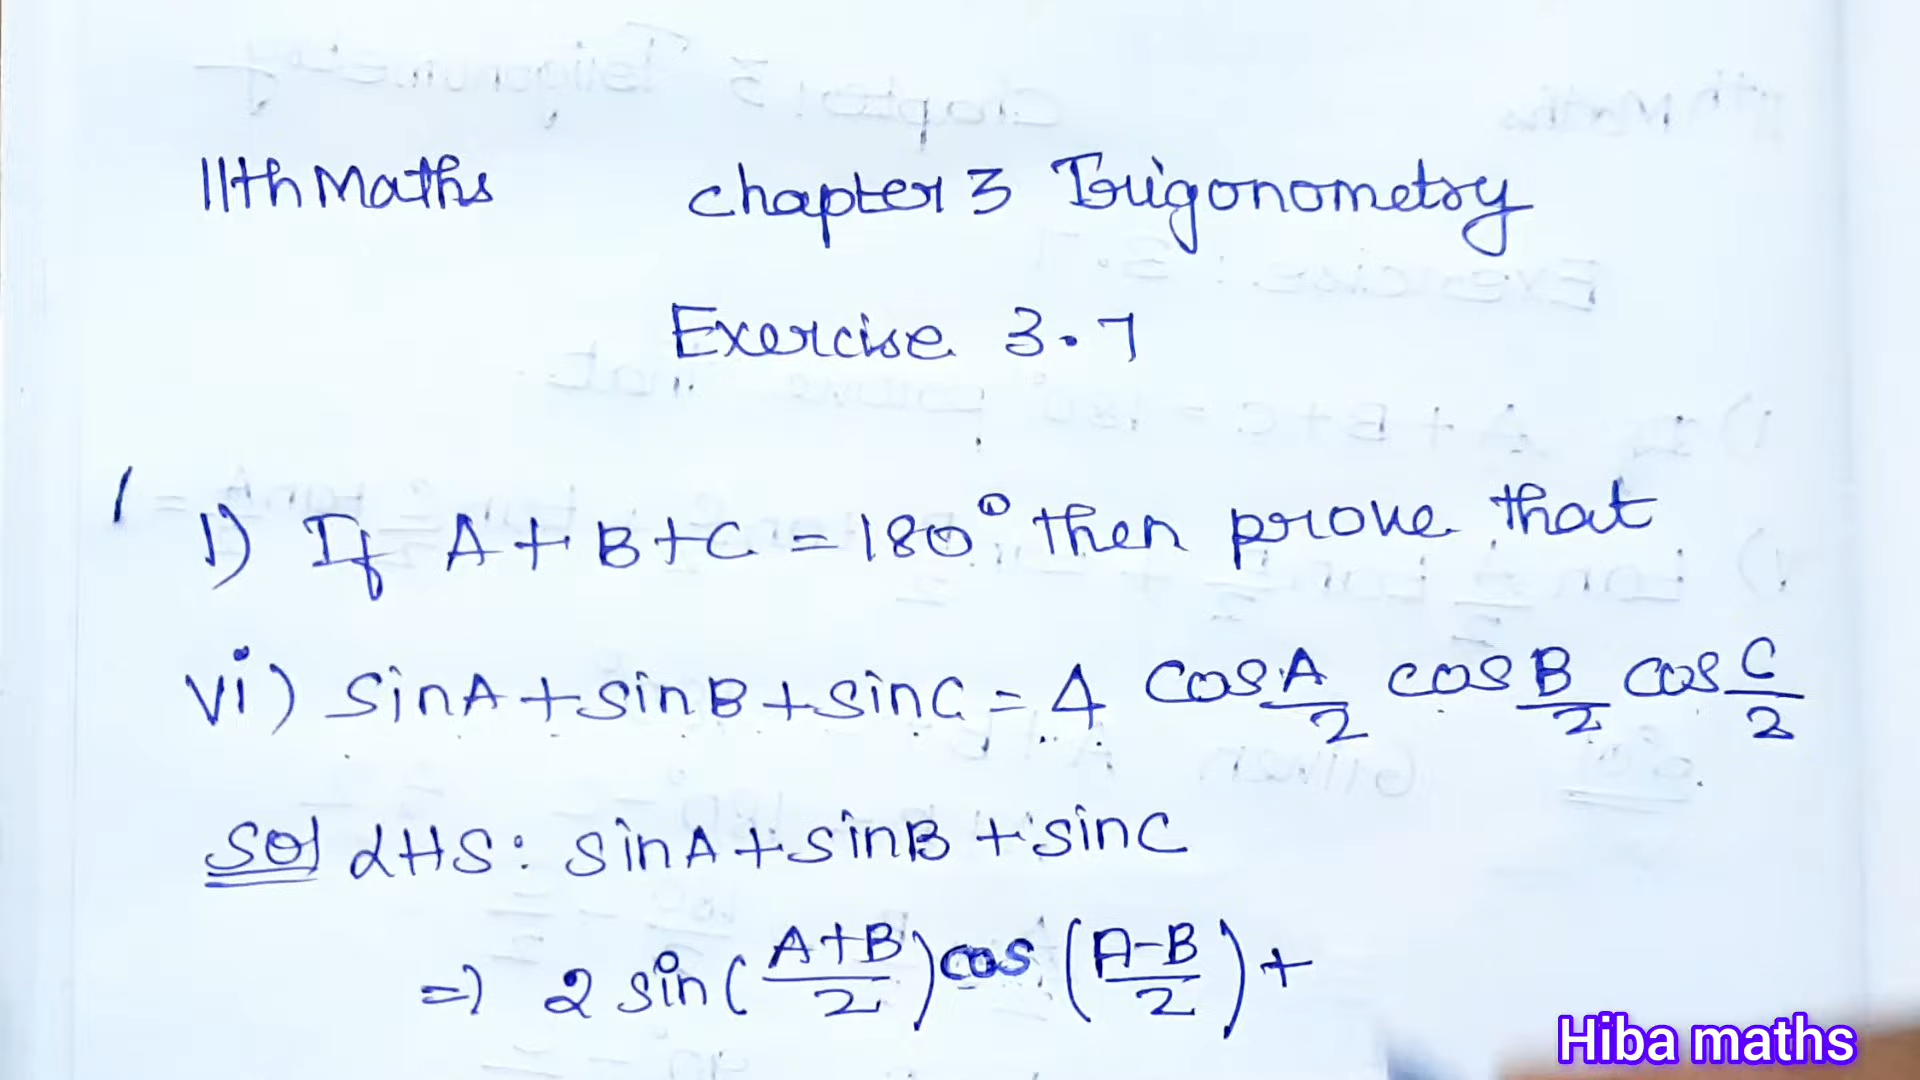 11th Maths chapter 3 Trigonometry
Exercise 3.7
1) If A + B + C = 180° then prove that
vi) sinA + sinB + sinC = 4 cos A/2 cos B/2 cos C/2
Sol LHS: sinA + sinB + sinC
=) 2 sin (A+B/2) cos (A-B/2) +
Hiba maths